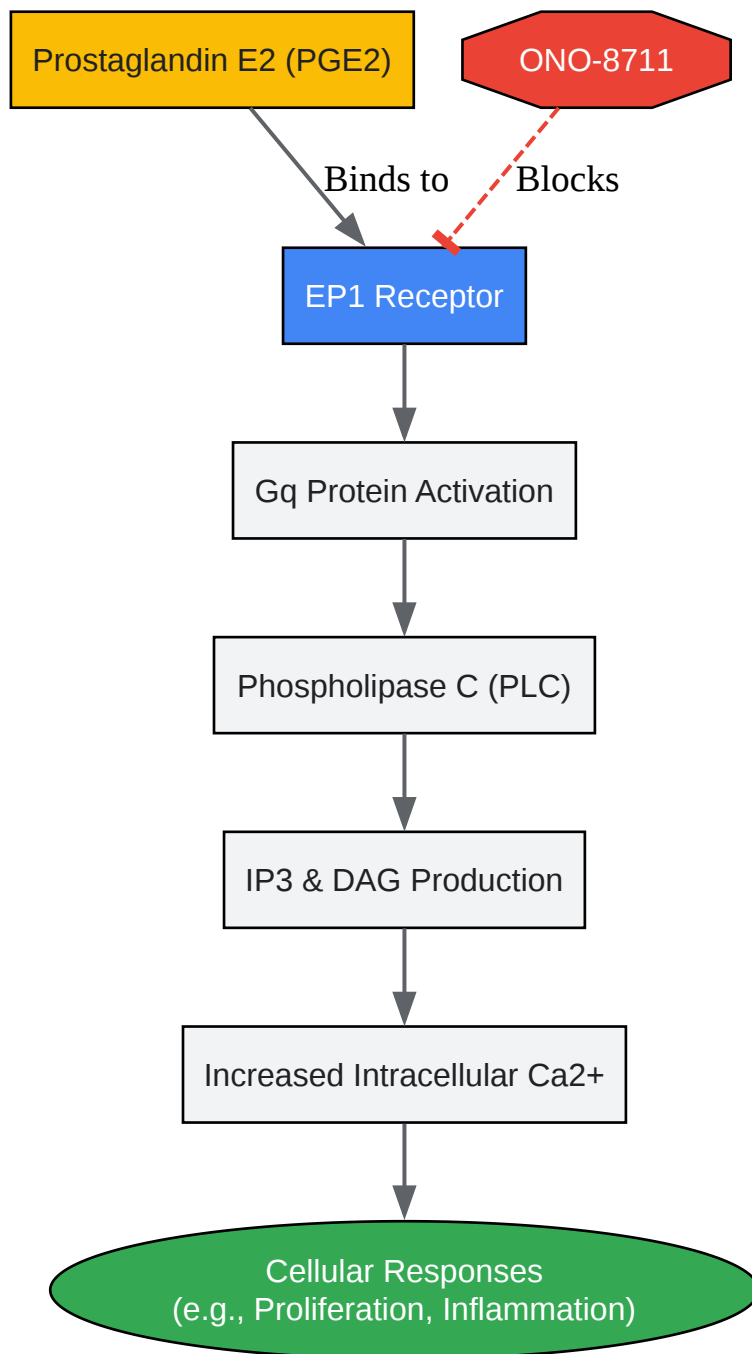 Prostaglandin E2 (PGE2)
ONO-8711
Binds to
Blocks
EP1 Receptor
Gq Protein Activation
Phospholipase C (PLC)
IP3 & DAG Production
Increased Intracellular Ca2+
Cellular Responses
(e.g., Proliferation, Inflammation)